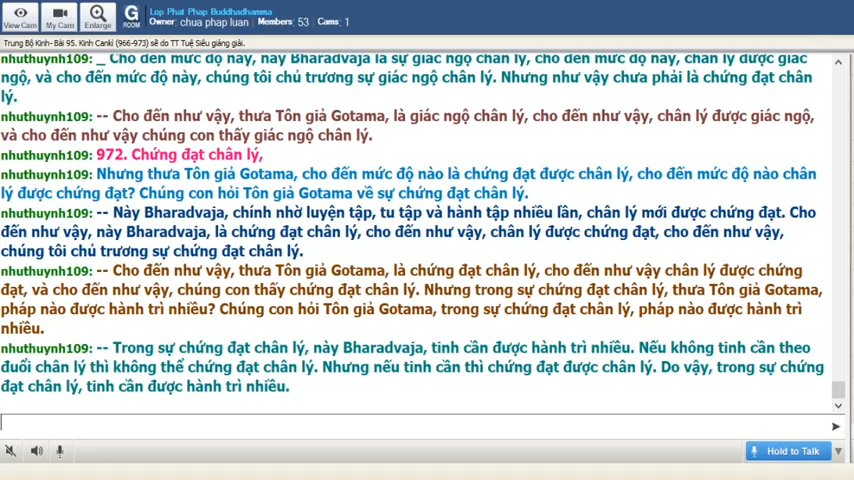 Lop Phat Phap Buddhadhamma
Owner: chua phap luan Members: 53 Cams: 1
View Cam
My Cam
Enlarge
G
ROOM
Trung Bộ Kinh- Bài 95. Kinh Canki (966-973) sẽ do TT Tuệ Siêu giảng giải.
nhuthuynh109: _ Cho đến mức độ này, này Bharadvaja là sự giác ngộ chân lý, cho đến mức độ này, chân lý được giác
ngộ, và cho đến mức độ này, chúng tôi chủ trương sự giác ngộ chân lý. Nhưng như vậy chưa phải là chứng đạt chân
lý.
nhuthuynh109: -- Cho đến như vậy, thưa Tôn giả Gotama, là giác ngộ chân lý, cho đến như vậy, chân lý được giác ngộ,
và cho đến như vậy chúng con thấy giác ngộ chân lý.
nhuthuynh109: 972. Chứng đạt chân lý,
nhuthuynh109: Nhưng thưa Tôn giả Gotama, cho đến mức độ nào là chứng đạt được chân lý, cho đến mức độ nào chân
lý được chứng đạt? Chúng con hỏi Tôn giả Gotama về sự chứng đạt chân lý.
nhuthuynh109: -- Này Bharadvaja, chính nhờ luyện tập, tu tập và hành tập nhiều lần, chân lý mới được chứng đạt. Cho
đến như vậy, này Bharadvaja, là chứng đạt chân lý, cho đến như vậy, chân lý được chứng đạt, cho đến như vậy,
chúng tôi chủ trương sự chứng đạt chân lý.
nhuthuynh109: -- Cho đến như vậy, thưa Tôn giả Gotama, là chứng đạt chân lý, cho đến như vậy chân lý được chứng
đạt, và cho đến như vậy, chúng con thấy chứng đạt chân lý. Nhưng trong sự chứng đạt chân lý, thưa Tôn giả Gotama,
pháp nào được hành trì nhiều? Chúng con hỏi Tôn giả Gotama, trong sự chứng đạt chân lý, pháp nào được hành trì
nhiều.
nhuthuynh109: -- Trong sự chứng đạt chân lý, này Bharadvaja, tinh cần được hành trì nhiều. Nếu không tinh cần theo
đuổi chân lý thì không thể chứng đạt chân lý. Nhưng nếu tinh cần thì chứng đạt được chân lý. Do vậy, trong sự chứng
đạt chân lý, tinh cần được hành trì nhiều.
Hold to Talk